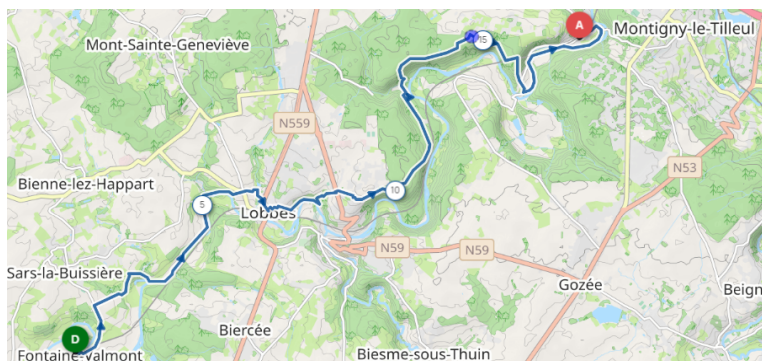 A
Montigny-le-Tilleul
Mont-Sainte-Geneviève
15
N559
N53
Bienne-lez-Happart
10
5
Lobbes
N59
N59
Sars-la-Buissière
Gozée
Beign
D
Biercée
Fontaine-Valmont
Biesme-sous-Thuin